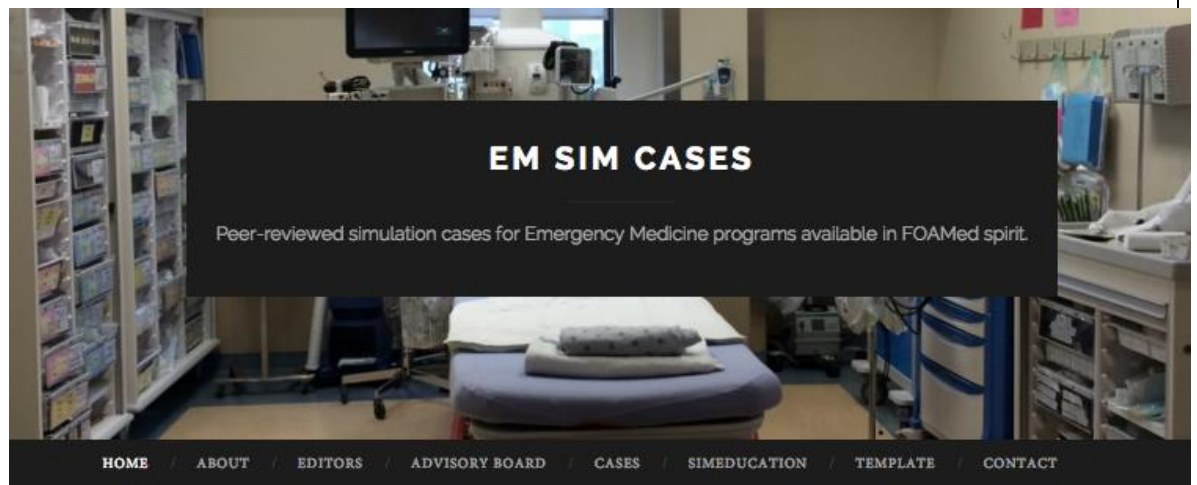 EM SIM CASES
Peer-reviewed simulation cases for Emergency Medicine programs available in FOAMed spirit.
HOME / ABOUT / EDITORS / ADVISORY BOARD / CASES / SIMEDUCATION / TEMPLATE / CONTACT